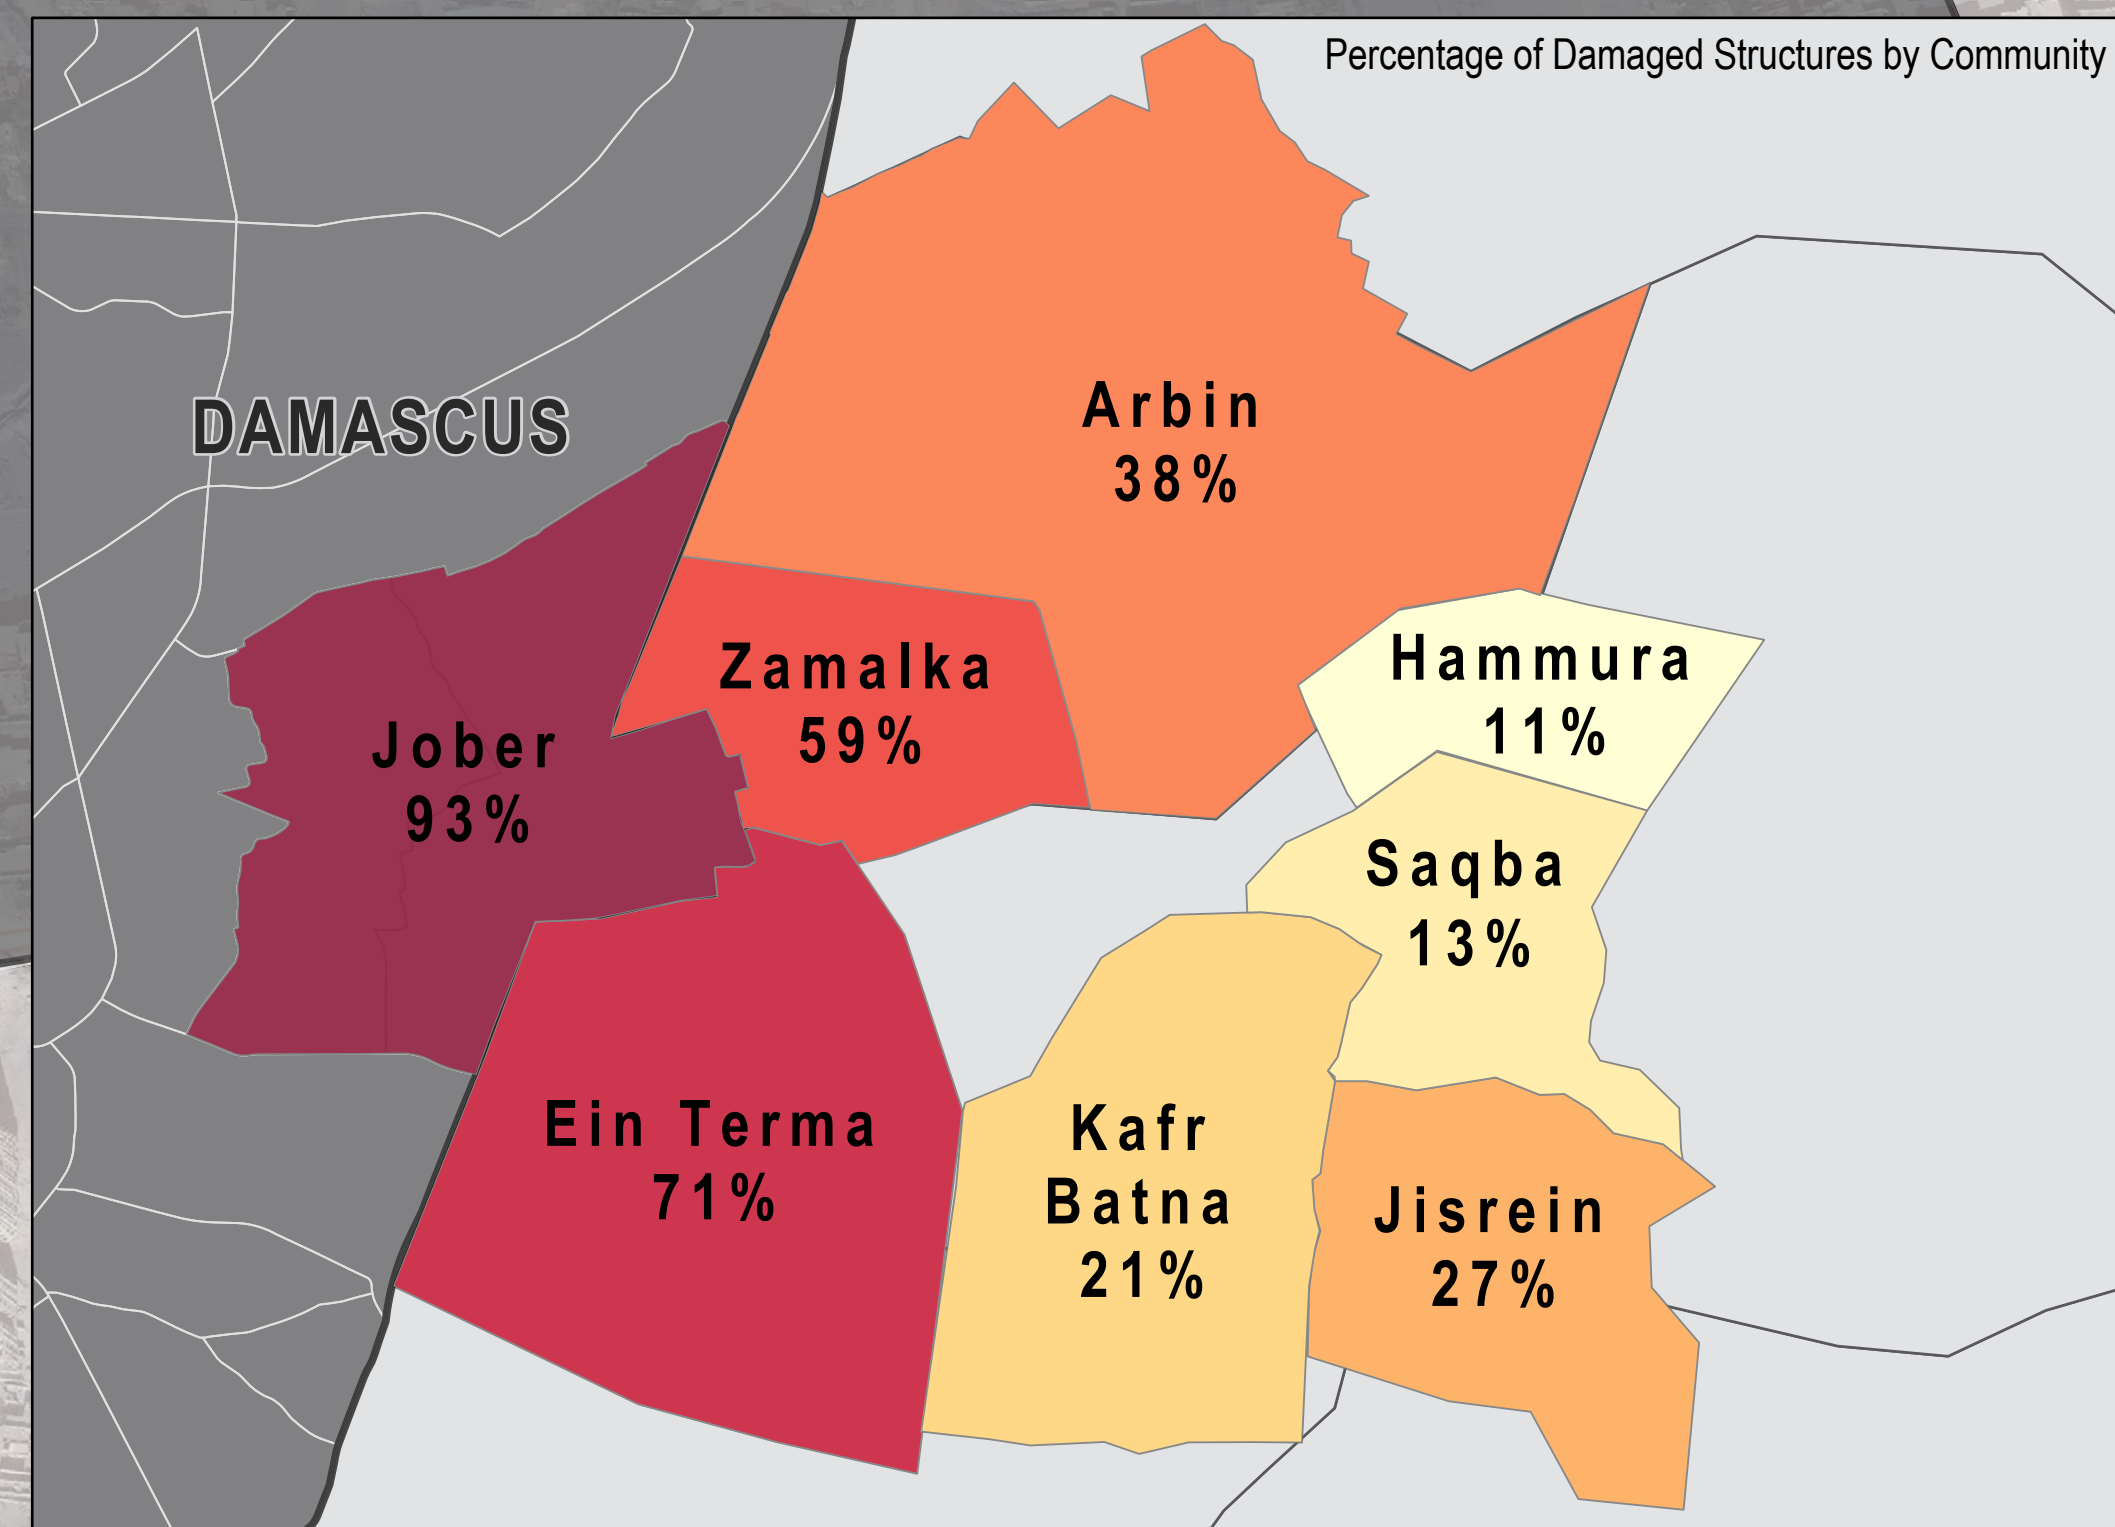 Percentage of Damaged Structures by Community
DAMASCUS
Arbin
38%
Zamalka
59%
Hammura
11%
Jober
93%
Saqba
13%
Ein Terma
71%
Kafr
Batna
21%
Jisrein
27%